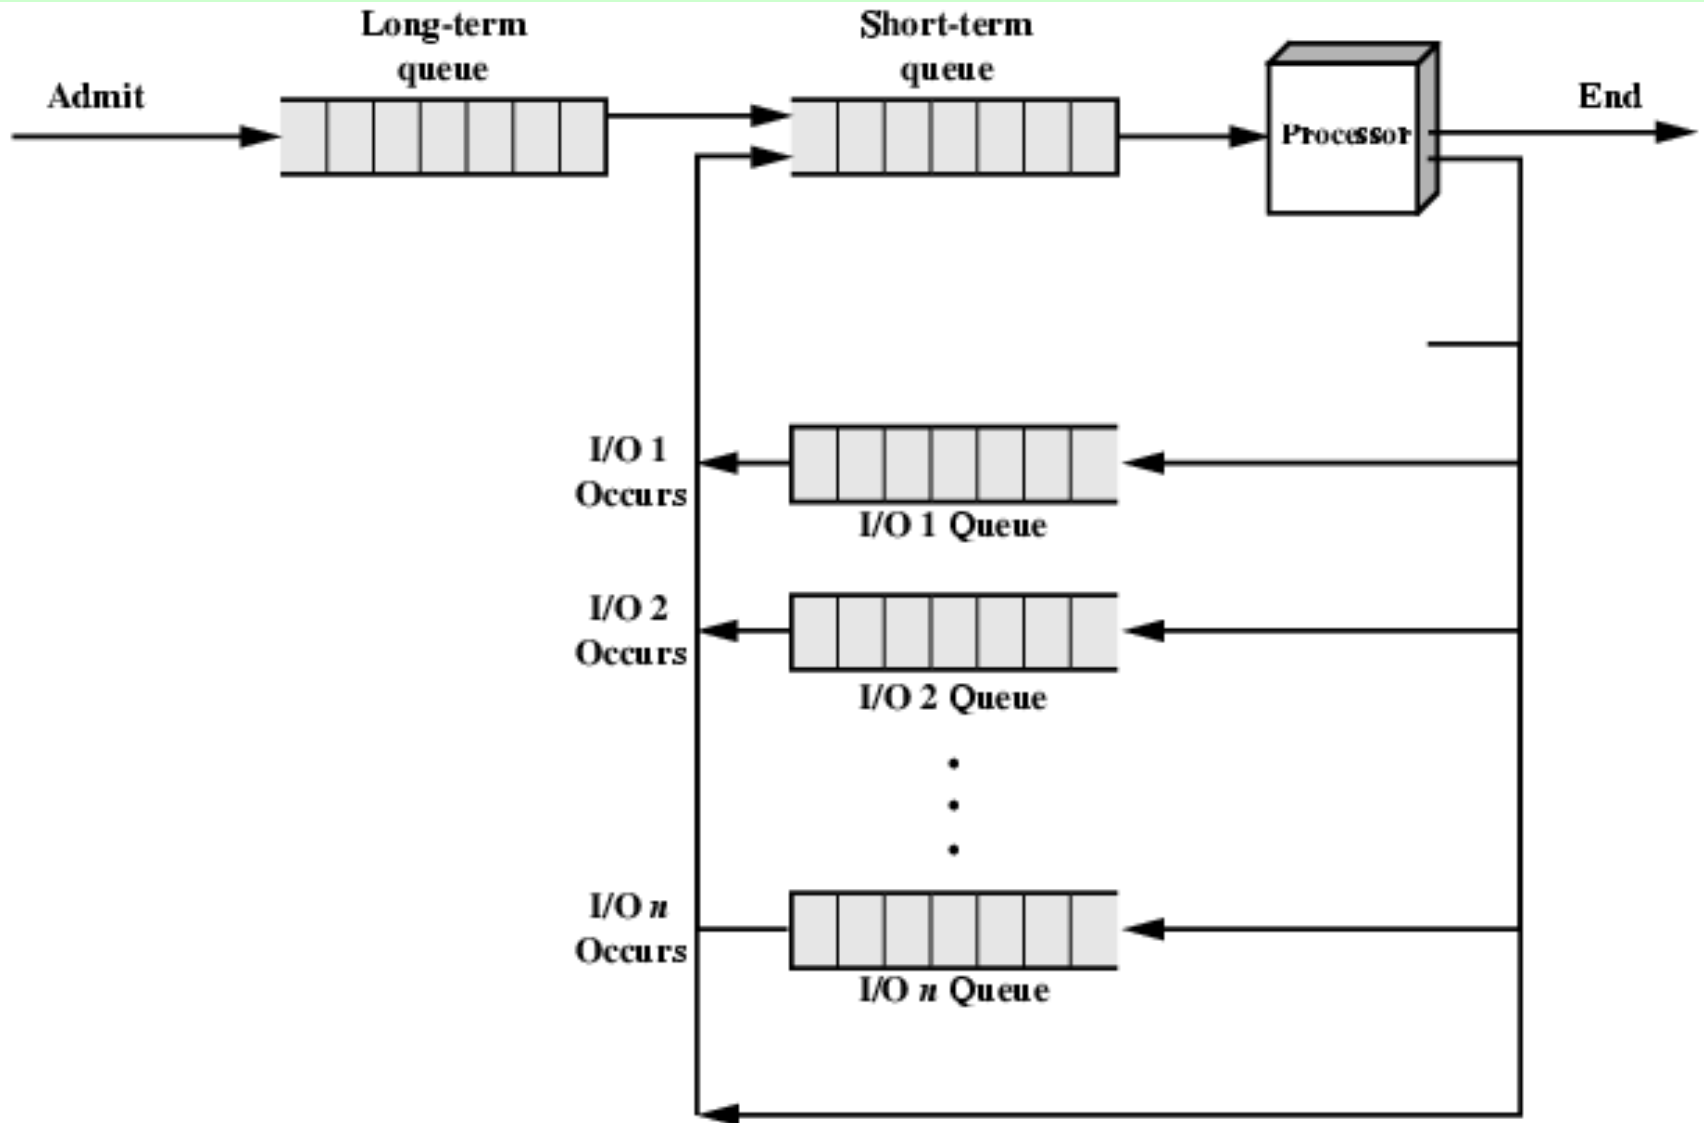 Long-term
queue
Short-term
queue
Admit
End
Processor
I/O 1
Occurs
I/O 1 Queue
I/O 2
Occurs
I/O 2 Queue
I/O n
Occurs
I/O n Queue